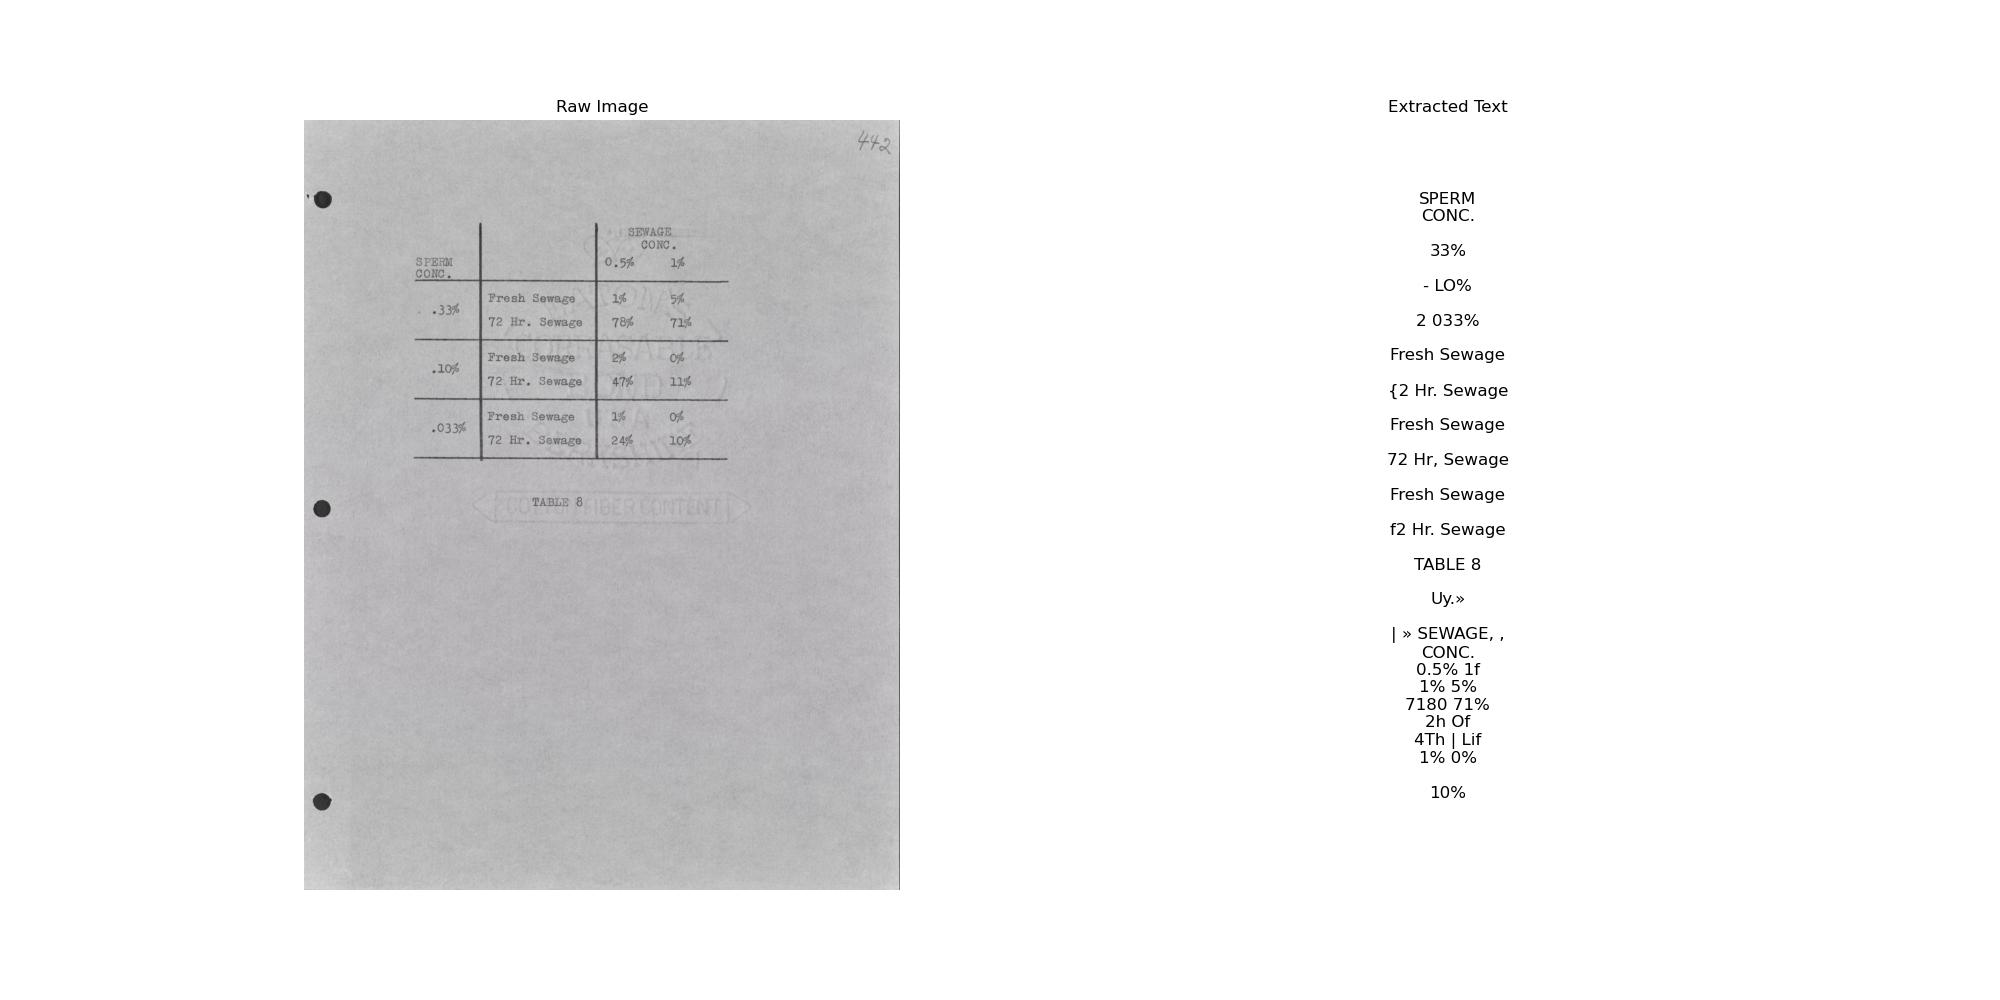 Raw Image
442
SEWAGE
CONC.
SPERM 0.5% 1%
CONC.
.33% Fresh Sewage 1% 5%
72 Hr. Sewage 78% 71%
.10% Fresh Sewage 2% 0%
72 Hr. Sewage 47% 11%
.033% Fresh Sewage 1% 0%
72 Hr. Sewage 24% 10%
TABLE 8
COTTON FIBER CONTENT
Extracted Text
SPERM
CONC.
33%
- LO%
2 033%
Fresh Sewage
{2 Hr. Sewage
Fresh Sewage
72 Hr, Sewage
Fresh Sewage
f2 Hr. Sewage
TABLE 8
Uy.»
| » SEWAGE, ,
CONC.
0.5% 1f
1% 5%
7180 71%
2h Of
4Th | Lif
1% 0%
10%